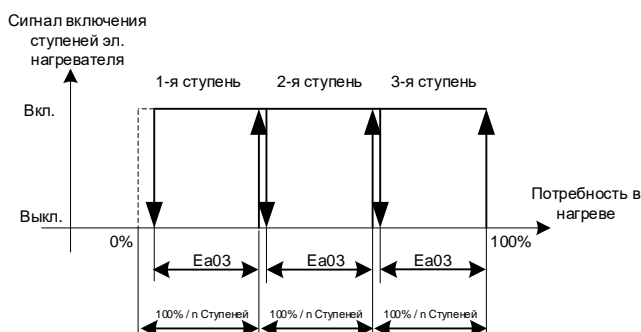 Сигнал включения
ступеней эл.
нагревателя
1-я ступень 2-я ступень 3-я ступень
Вкл.
Выкл.
Потребность в
нагреве
0% 100%
Ea03 Ea03 Ea03
100% / n Ступеней 100% / n Ступеней 100% / n Ступеней